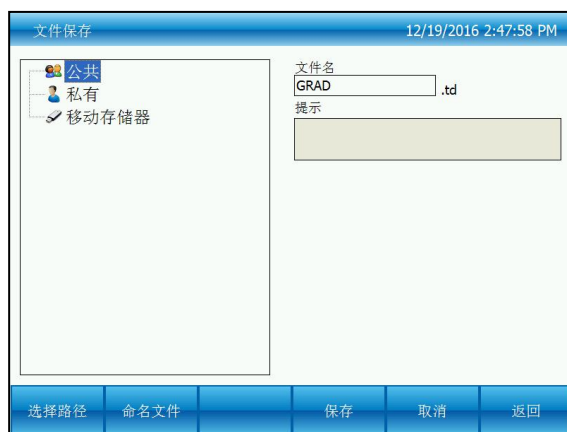 文件保存 12/19/2016 2:47:58 PM
公共
私有
移动存储器
文件名
GRAD .td
提示
选择路径 命名文件 保存 取消 返回